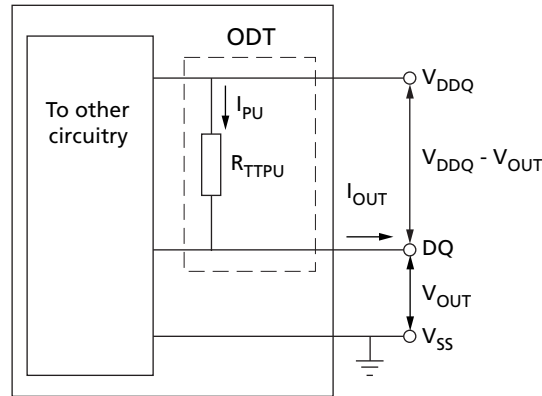 ODT
V_DDQ
To other
circuitry
I_PU
R_TTPU
V_DDQ - V_OUT
I_OUT
DQ
V_OUT
V_SS